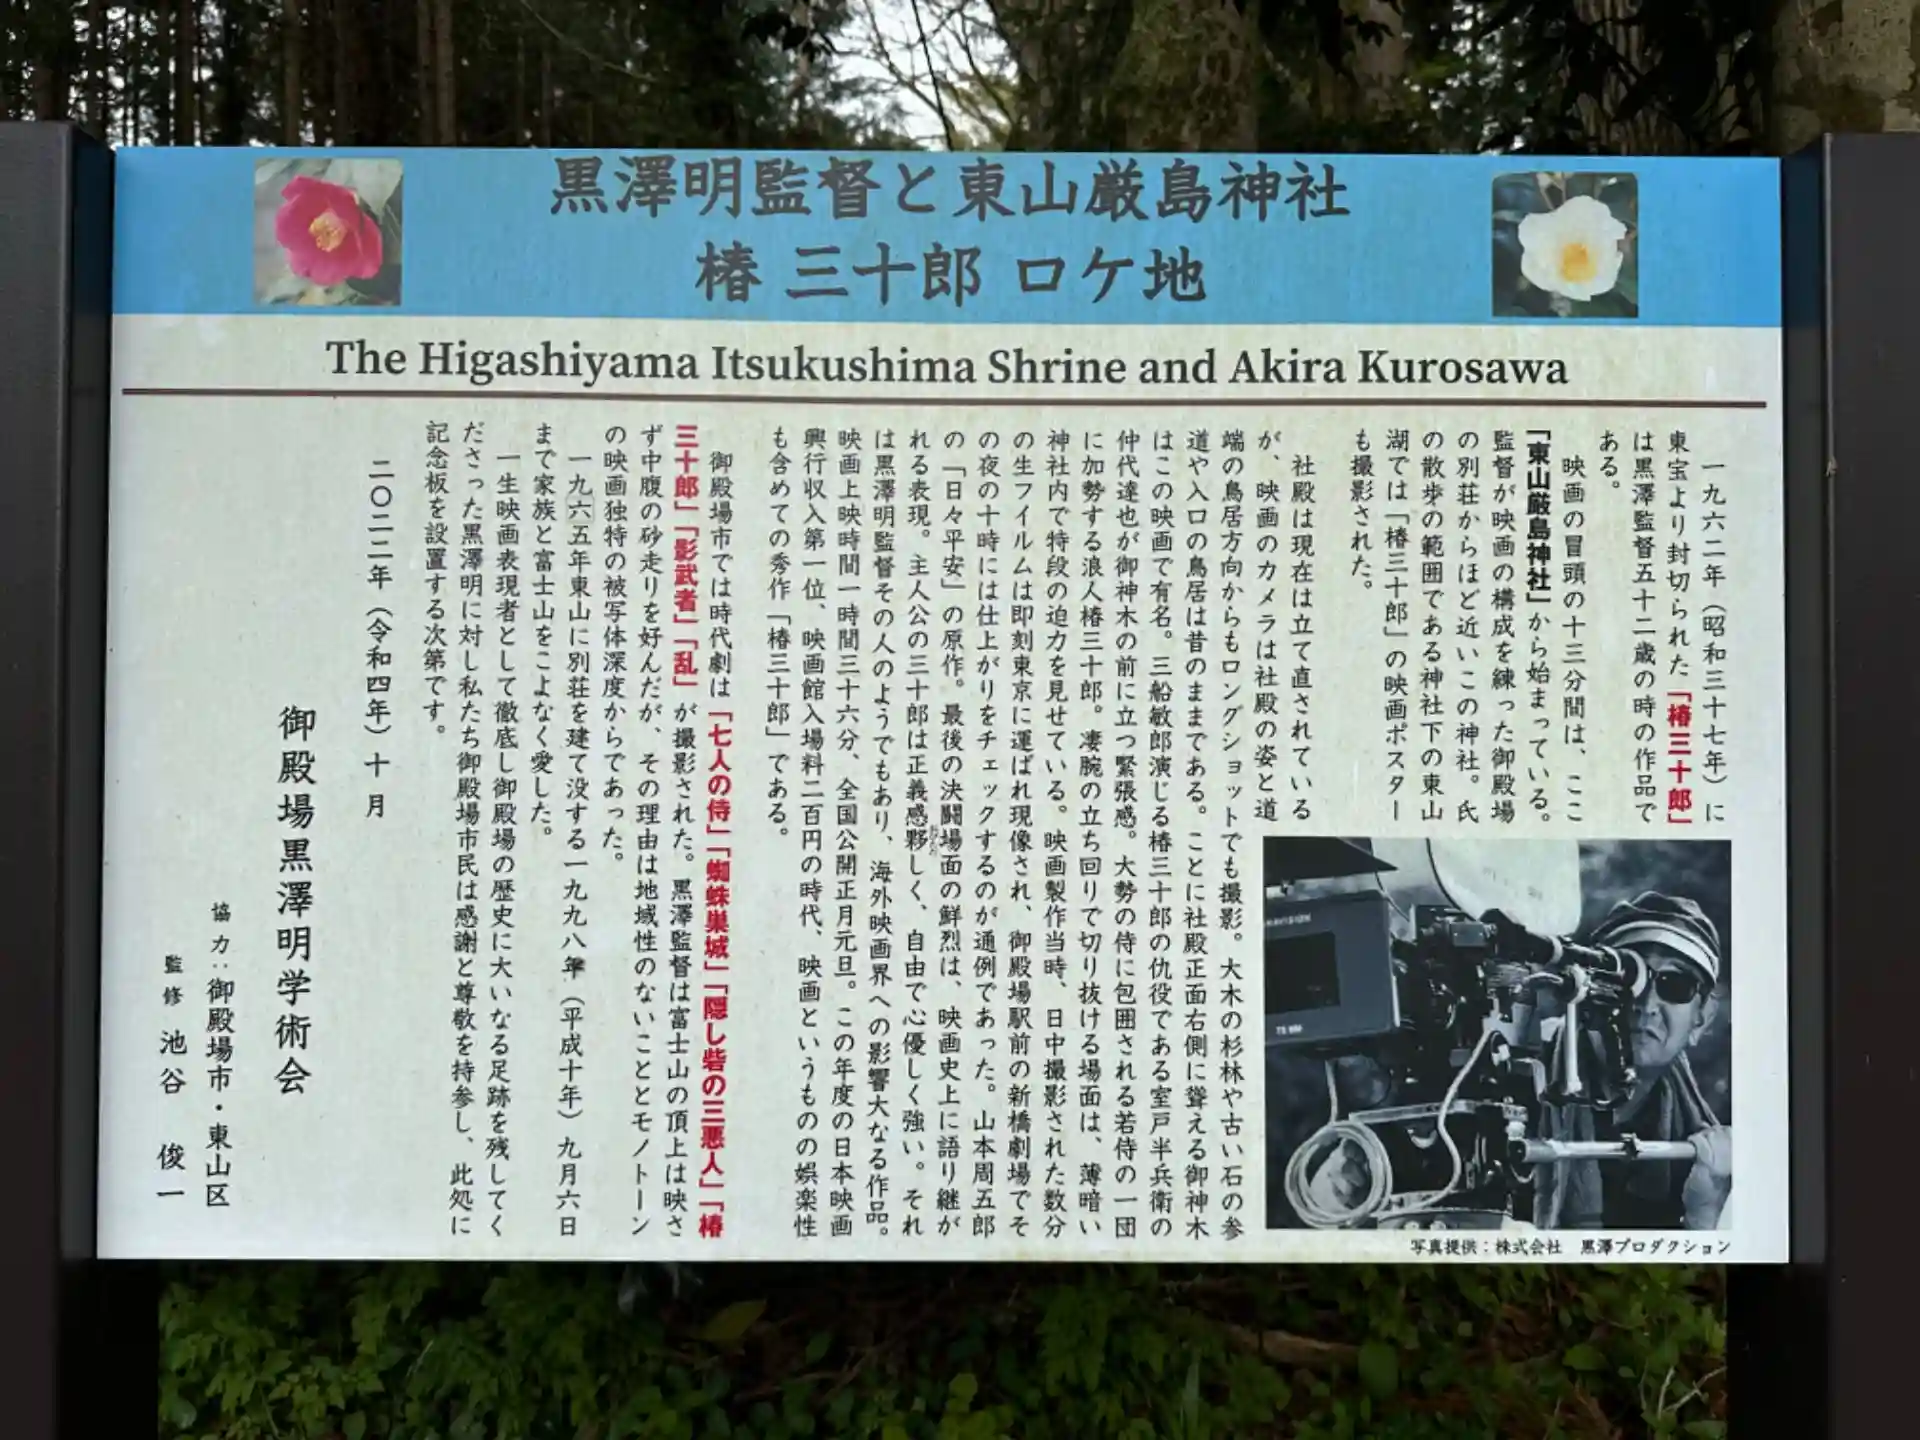 黒澤明監督と東山厳島神社
椿 三十郎 ロケ地
The Higashiyama Itsukushima Shrine and Akira Kurosawa
一九六二年（昭和三十七年）に
東宝より封切られた「椿三十郎」
は黒澤監督五十二歳の時の作品で
ある。
映画の冒頭の十三分間は、ここ
「東山厳島神社」から始まっている。
監督が映画の構成を練った御殿場
の別荘からほど近いこの神社。氏
の散歩の範囲である神社下の東山
湖では「椿三十郎」の映画ポスター
も撮影された。
社殿は現在は立て直されている
が、映画のカメラは社殿の姿と道
端の鳥居方向からもロングショットでも撮影。大木の杉林や古い石の参
道や入口の鳥居は昔のままである。ことに社殿正面右側に聳える御神木
はこの映画で有名。三船敏郎演じる椿三十郎の仇役である室戸半兵衛の
仲代達也が御神木の前に立つ緊張感。大勢の侍に包囲される若侍の一団
に加勢する浪人椿三十郎。凄腕の立ち回りで切り抜ける場面は、薄暗い
神社内で特段の迫力を見せている。映画製作当時、日中撮影された数分
の生フイルムは即刻東京に運ばれ現像され、御殿場駅前の新橋劇場でそ
の夜の十時には仕上がりをチェックするのが通例であった。山本周五郎
の「日々平安」の原作。最後の決闘場面の鮮烈は、映画史上に語り継が
れる表現。主人公の三十郎は正義感夥しく、自由で心優しく強い。それ
は黒澤明監督その人のようでもあり、海外映画界への影響大なる作品。
映画上映時間一時間三十六分、全国公開正月元旦。この年度の日本映画
興行収入第一位、映画館入場料二百円の時代、映画というものの娯楽性
も含めての秀作「椿三十郎」である。
御殿場市では時代劇は「七人の侍」「蜘蛛巣城」「隠し砦の三悪人」「椿
三十郎」「影武者」「乱」が撮影された。黒澤監督は富士山の頂上は映さ
ず中腹の砂走りを好んだが、その理由は地域性のないこととモノトーン
の映画独特の被写体深度からであった。
一九六五年東山に別荘を建て没する一九九八年（平成十年）九月六日
まで家族と富士山をこよなく愛した。
一生映画表現者として徹底し御殿場の歴史に大いなる足跡を残してく
ださった黒澤明に対し私たち御殿場市民は感謝と尊敬を持参し、此処に
記念板を設置する次第です。
二〇二二年（令和四年）十月
御殿場黒澤明学術会
協力:御殿場市・東山区
監修 池谷 俊一
写真提供：株式会社 黒澤プロダクション